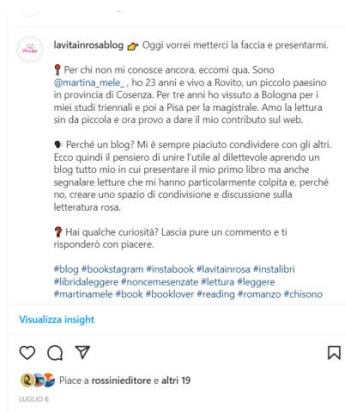 lavitainrosablog 👉 Oggi vorrei metterci la faccia e presentarmi.
❓ Per chi non mi conosce ancora, eccomi qua. Sono
@martina_mele_ , ho 23 anni e vivo a Rovito, un piccolo paesino
in provincia di Cosenza. Per tre anni ho vissuto a Bologna per i
miei studi triennali e poi a Pisa per la magistrale. Amo la lettura
sin da piccola e ora provo a dare il mio contributo sul web.
🗣 Perché un blog? Mi è sempre piaciuto condividere con gli altri.
Ecco quindi il pensiero di unire l'utile al dilettevole aprendo un
blog tutto mio in cui presentare il mio primo libro ma anche
segnalare letture che mi hanno particolarmente colpita e, perché
no, creare uno spazio di condivisione e discussione sulla
letteratura rosa.
❓ Hai qualche curiosità? Lascia pure un commento e ti
risponderò con piacere.
#blog #bookstagram #instabook #lavitainrosa #instalibri
#libridaleggere #noncemesenzate #lettura #leggere
#martinamele #book #booklover #reading #romanzo #chisono
Visualizza insight
Piace a rossinieditore e altri 19
LUGLIO 6